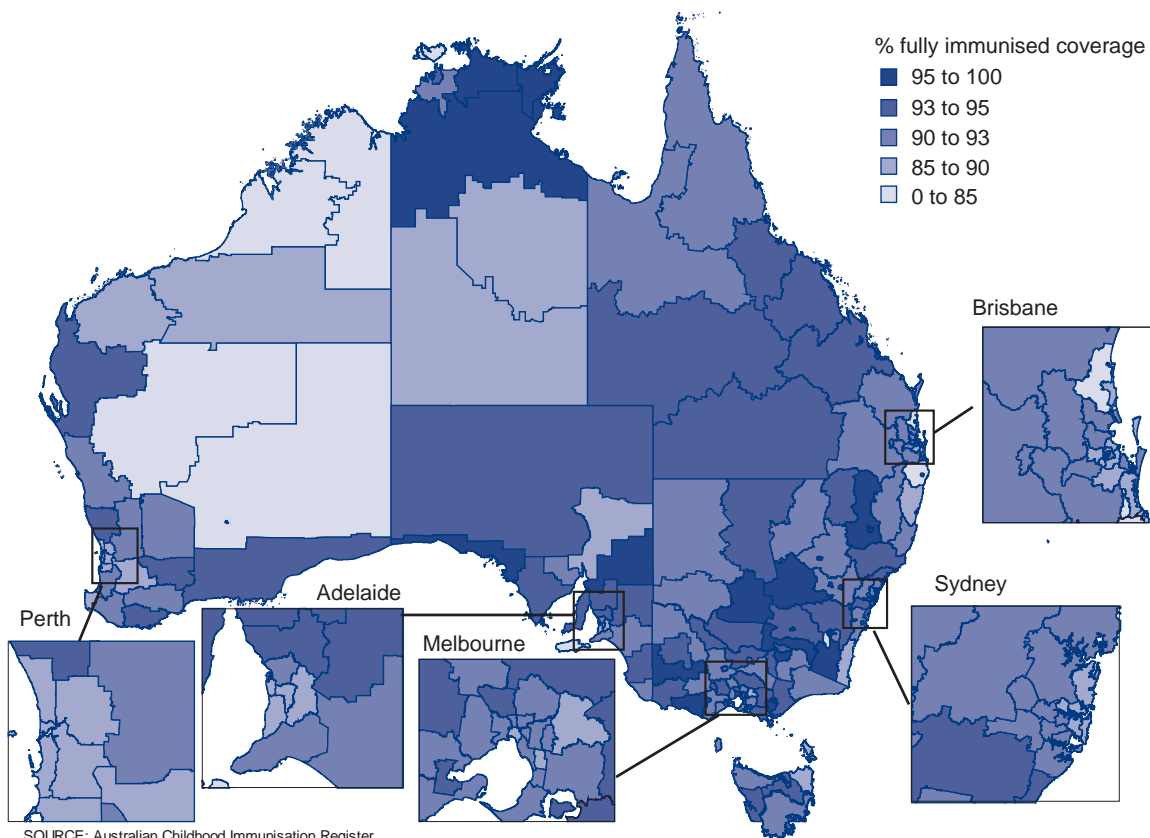 % fully immunised coverage
95 to 100
93 to 95
90 to 93
85 to 90
0 to 85
Brisbane
Sydney
Adelaide
Perth
Melbourne
SOURCE: Australian Childhood Immunisation Register